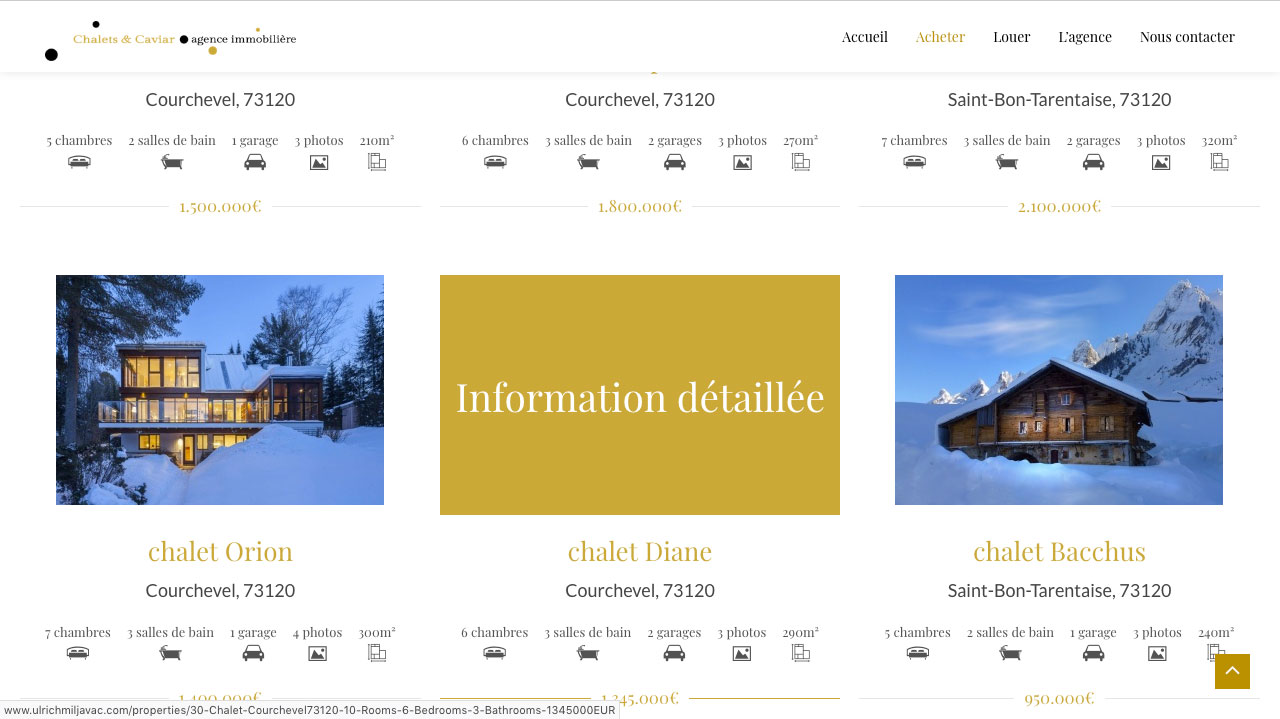 Chalets & Caviar agence immobilière
Accueil Acheter Louer L'agence Nous contacter
Courchevel, 73120
5 chambres 2 salles de bain 1 garage 3 photos 210m²
1.500.000€
Courchevel, 73120
6 chambres 3 salles de bain 2 garages 3 photos 270m²
1.800.000€
Saint-Bon-Tarentaise, 73120
7 chambres 3 salles de bain 2 garages 3 photos 320m²
2.100.000€
chalet Orion
Courchevel, 73120
7 chambres 3 salles de bain 1 garage 4 photos 300m²
1.400.000€
Information détaillée
chalet Diane
Courchevel, 73120
6 chambres 3 salles de bain 2 garages 3 photos 290m²
1.345.000€
chalet Bacchus
Saint-Bon-Tarentaise, 73120
5 chambres 2 salles de bain 1 garage 3 photos 240m²
950.000€
www.ulrichmiljavac.com/properties/30-Chalet-Courchevel73120-10-Rooms-6-Bedrooms-3-Bathrooms-1345000EUR